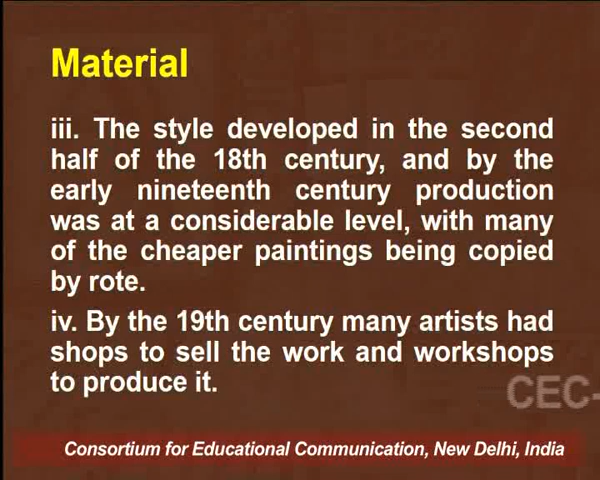 Material
iii. The style developed in the second
half of the 18th century, and by the
early nineteenth century production
was at a considerable level, with many
of the cheaper paintings being copied
by rote.
iv. By the 19th century many artists had
shops to sell the work and workshops
to produce it.
CEC-
Consortium for Educational Communication, New Delhi, India